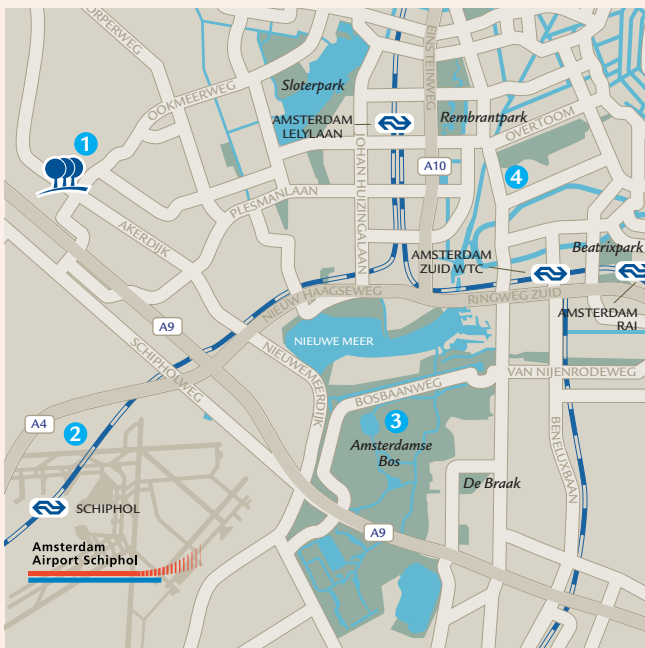 ORPERWEG
OOKMEERWEG
Sloterpark
EINSTEINWEG
AMSTERDAM
LELYLAAN
Rembrantpark
OVERTOOM
1
A10
4
JOHAN HUIZINGALAAN
PLESMANLAAN
AKERDIJK
AMSTERDAM
ZUID WTC
Beatrixpark
NIEUW HAAGSEWEG
RINGWEG ZUID
AMSTERDAM
RAI
A9
NIEUWE MEER
SCHIPHOLWEG
NIEUWEMEERDIJK
BOSBAANWEG
VAN NIJENRODEWEG
A4
2
3
Amsterdamse
Bos
BENELUXBAAN
De Braak
SCHIPHOL
A9
Amsterdam
Airport Schiphol